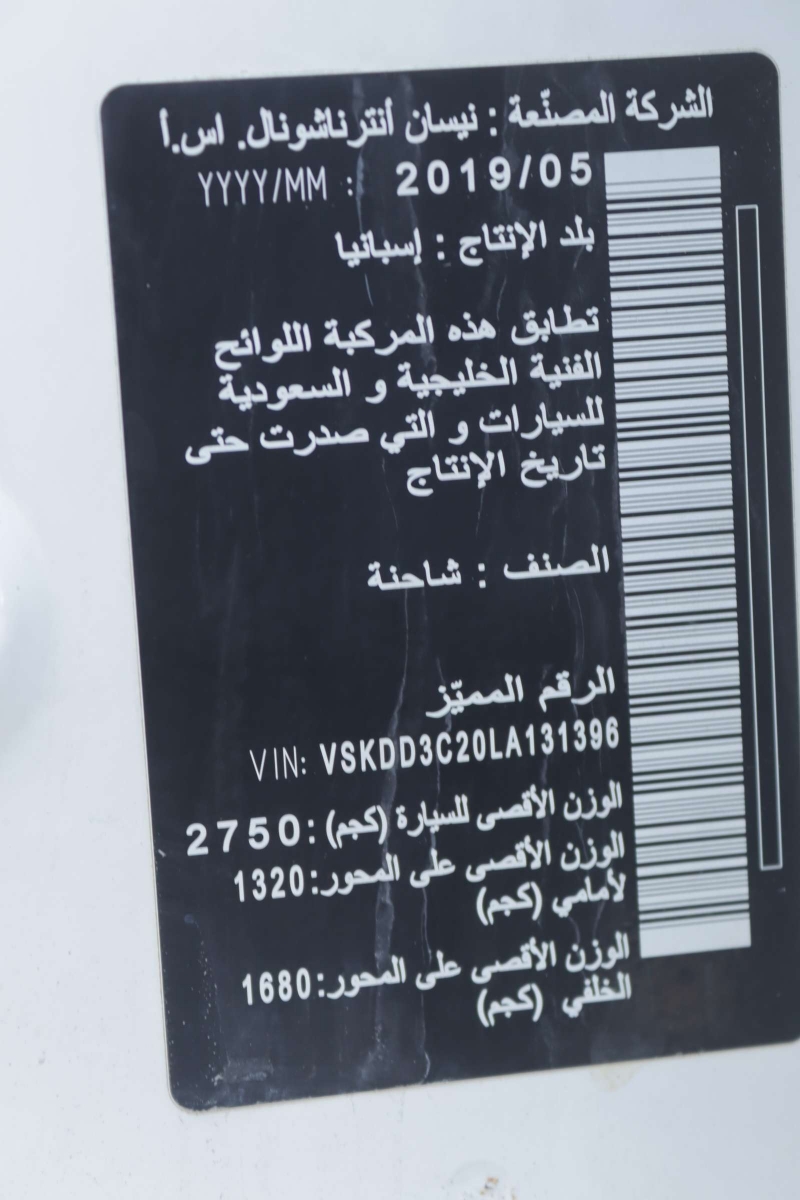 الشركة المصنّعة : نيسان أنترناشونال. اس.أ
YYYY/MM : 2019/05
بلد الإنتاج : إسبانيا
تطابق هذه المركبة اللوائح
الفنية الخليجية و السعودية
للسيارات و التي صدرت حتى
تاريخ الإنتاج
الصنف : شاحنة
الرقم المميّز
VIN: VSKDD3C20LA131396
الوزن الأقصى للسيارة (كجم): 2750
الوزن الأقصى على المحور: 1320
لأمامي (كجم)
الوزن الأقصى على المحور: 1680
الخلفي (كجم)